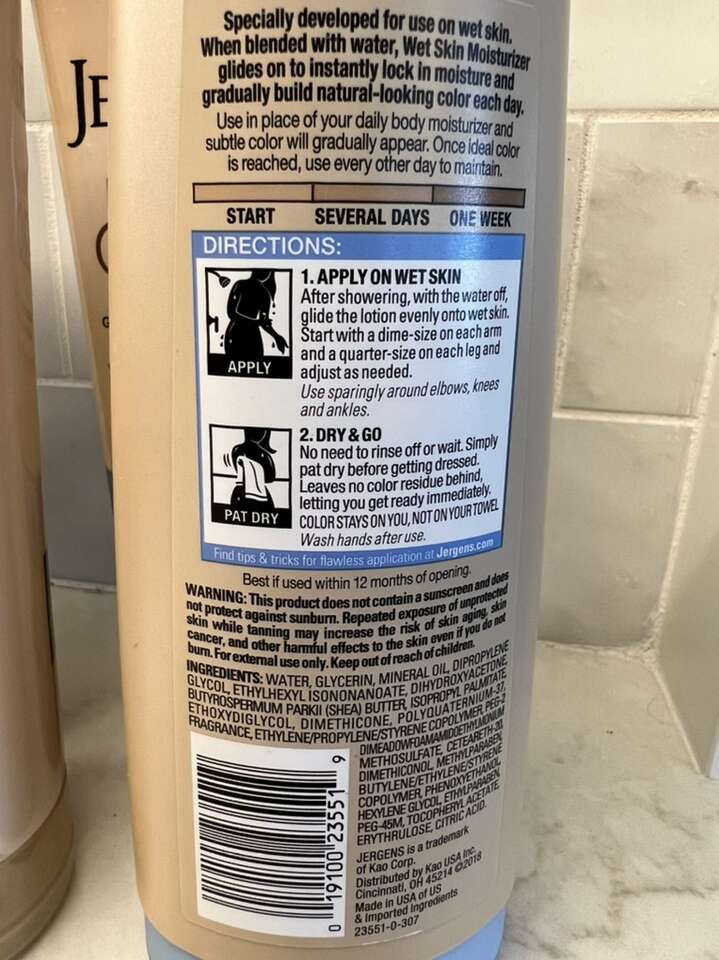 JE
G
Specially developed for use on wet skin.
When blended with water, Wet Skin Moisturizer
glides on to instantly lock in moisture and
gradually build natural-looking color each day.
Use in place of your daily body moisturizer and
subtle color will gradually appear. Once ideal color
is reached, use every other day to maintain.
START SEVERAL DAYS ONE WEEK
DIRECTIONS:
APPLY
1. APPLY ON WET SKIN
After showering, with the water off,
glide the lotion evenly onto wet skin.
Start with a dime-size on each arm
and a quarter-size on each leg and
adjust as needed.
Use sparingly around elbows, knees
and ankles.
PAT DRY
2. DRY & GO
No need to rinse off or wait. Simply
pat dry before getting dressed.
Leaves no color residue behind,
letting you get ready immediately.
COLOR STAYS ON YOU, NOT ON YOUR TOWEL
Wash hands after use.
Find tips & tricks for flawless application at Jergens.com
Best if used within 12 months of opening.
WARNING: This product does not contain a sunscreen and does
not protect against sunburn. Repeated exposure of unprotected
skin while tanning may increase the risk of skin aging, skin
cancer, and other harmful effects to the skin even if you do not
burn. For external use only. Keep out of reach of children.
INGREDIENTS: WATER, GLYCERIN, MINERAL OIL, DIPROPYLENE
GLYCOL, ETHYLHEXYL ISONONANOATE, DIHYDROXYACETONE,
BUTYROSPERMUM PARKII (SHEA) BUTTER, ISOPROPYL PALMITATE,
ETHOXYDIGLYCOL, DIMETHICONE, POLYQUATERNIUM-37,
FRAGRANCE, ETHYLENE/PROPYLENE/STYRENE COPOLYMER, PEG-2
DIMEADOWFOAMAMIDOETHYLMONIUM
METHOSULFATE, CETEARETH-20,
DIMETHICONOL, METHYLPARABEN,
BUTYLENE/ETHYLENE/STYRENE
COPOLYMER, PHENOXYETHANOL,
HEXYLENE GLYCOL, ETHYLPARABEN,
PEG-45M, TOCOPHERYL ACETATE,
ERYTHRULOSE, CITRIC ACID.
JERGENS is a trademark
of Kao Corp.
Distributed by Kao USA Inc.
Cincinnati, OH 45214 ©2018
Made in USA of US
& Imported Ingredients
23551-0-307
0 19100 23551 9